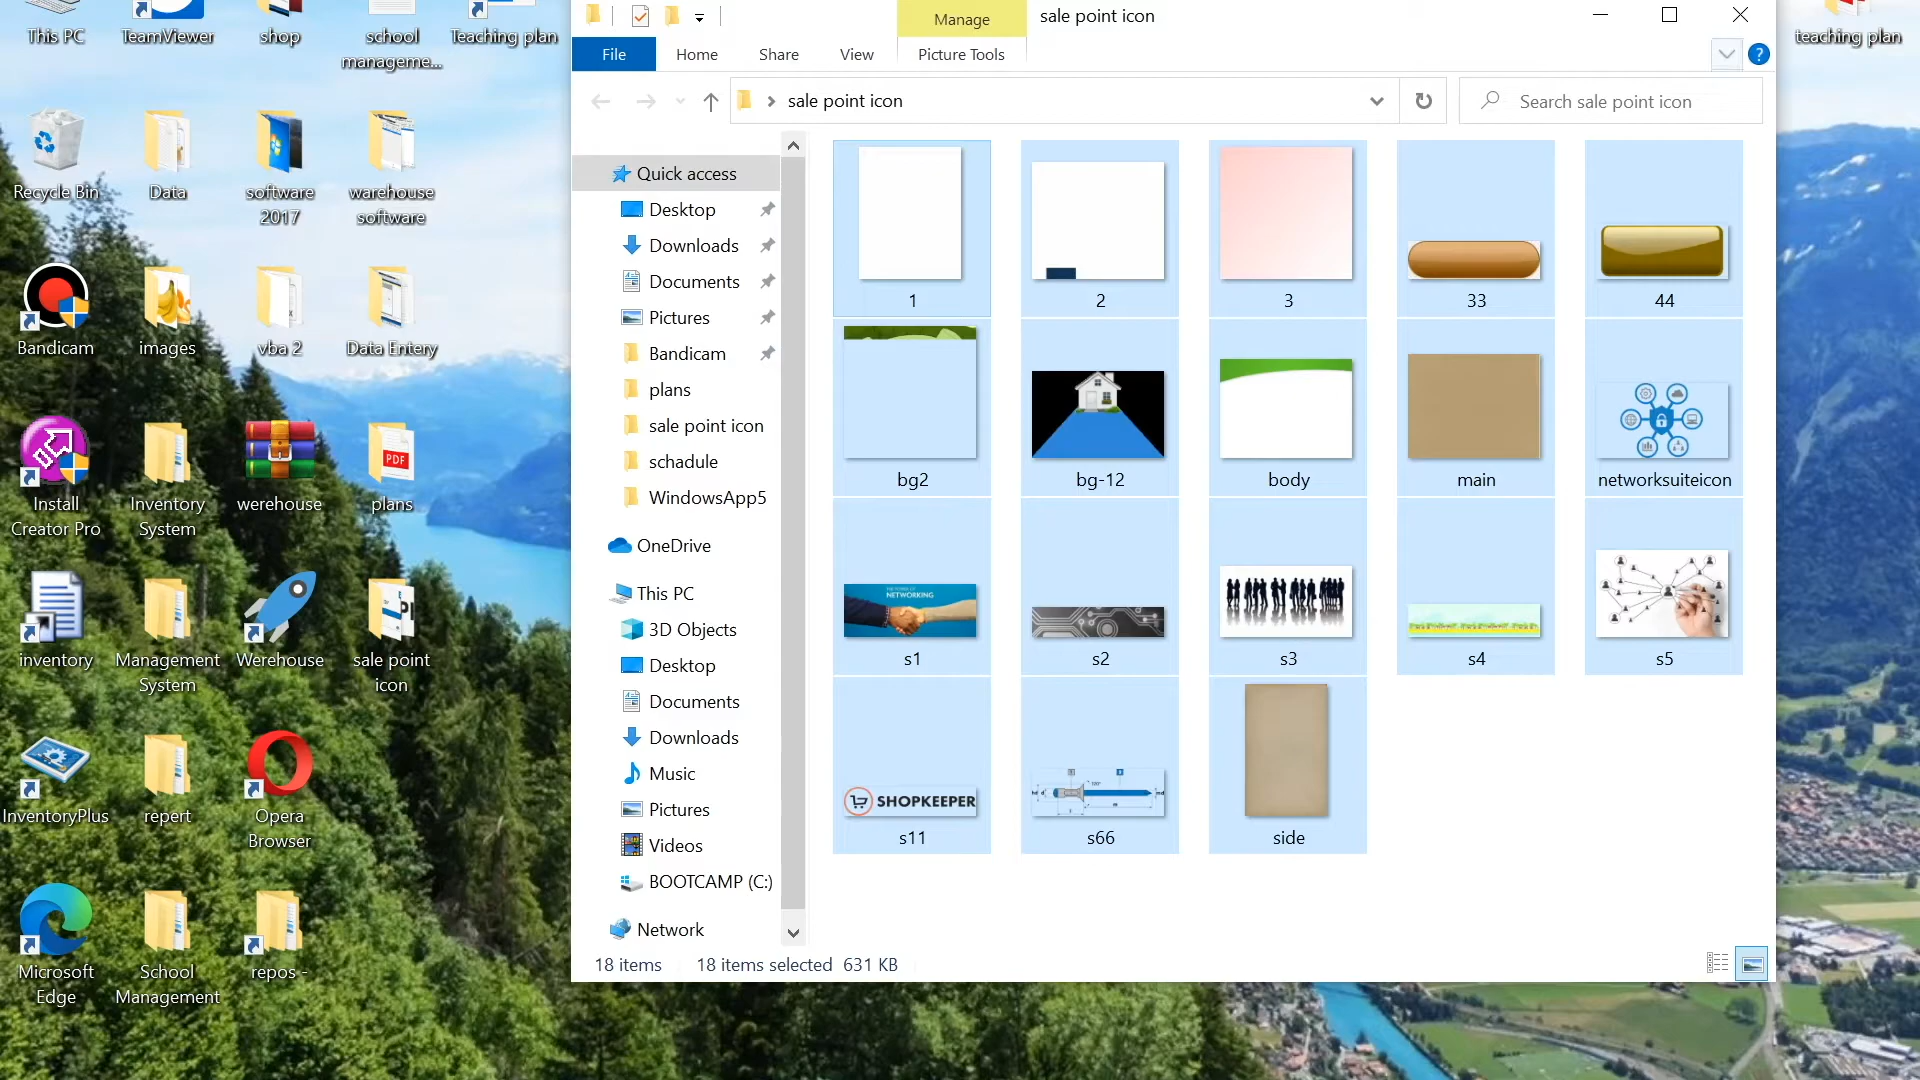 This PC
TeamViewer
shop
school
manageme...
Teaching plan
Recycle Bin
Data
software
2017
warehouse
software
Bandicam
images
vba 2
Data Entery
Install
Creator Pro
Inventory
System
werehouse
PDF
plans
inventory
Management
System
Werehouse
sale point
icon
InventoryPlus
repert
Opera
Browser
Microsoft
Edge
School
Management
repos -
teaching plan
Manage
sale point icon
File
Home
Share
View
Picture Tools
?
sale point icon
Search sale point icon
Quick access
Desktop
Downloads
Documents
Pictures
Bandicam
plans
sale point icon
schadule
WindowsApp5
OneDrive
This PC
3D Objects
Desktop
Documents
Downloads
Music
Pictures
Videos
BOOTCAMP (C:)
Network
1
2
3
33
44
bg2
bg-12
body
main
networksuiteicon
NETWORKING
s1
s2
s3
s4
s5
SHOPKEEPER
s11
s66
side
18 items
18 items selected 631 KB